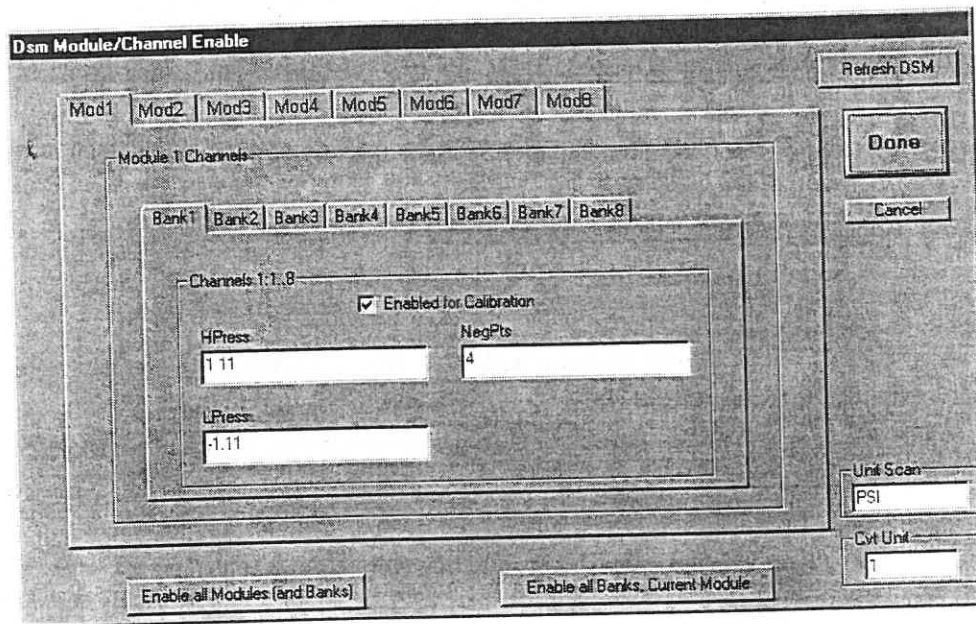 Dsm Module/Channel Enable
Refresh DSM
Mod1 Mod2 Mod3 Mod4 Mod5 Mod6 Mod7 Mod8
Done
Module 1 Channels
Cancel
Bank1 Bank2 Bank3 Bank4 Bank5 Bank6 Bank7 Bank8
Channels 1:1..8
Enabled for Calibration
HPress NegPts
1.11 4
LPress
-1.11
Unit Scan
PSI
Cvt Unit
1
Enable all Modules (and Banks) Enable all Banks, Current Module